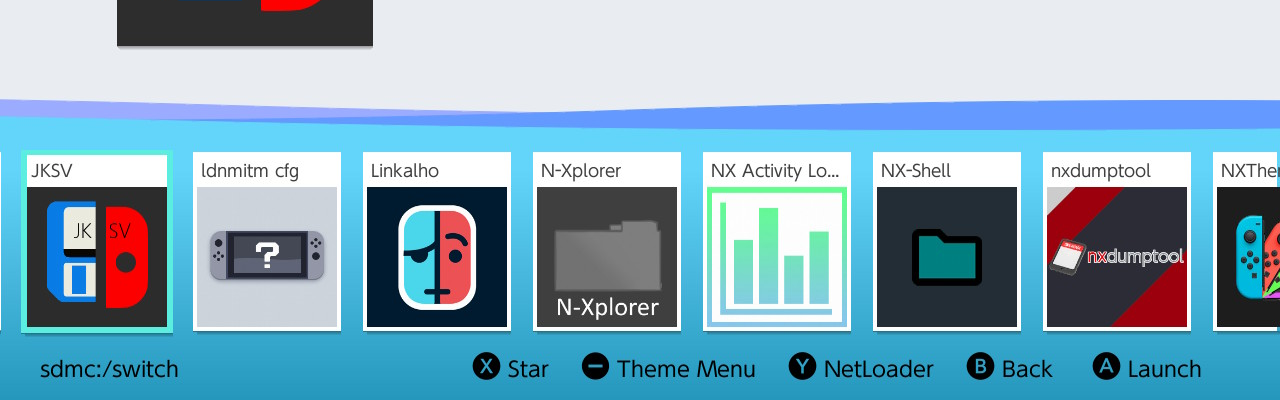 JKSV
ldnmitm cfg
Linkalho
N-Xplorer
NX Activity Lo...
NX-Shell
nxdumptool
NXThe
JK SV
?
N-Xplorer
nxdumptool
sdmc:/switch
X Star
Theme Menu
Y NetLoader
B Back
A Launch